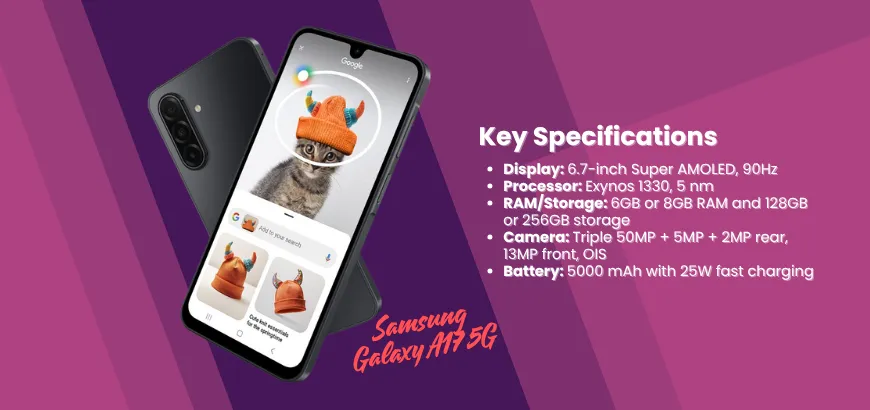 Google
Add to your search
Cute knit essentials
for the springtime
Samsung
Galaxy A17 5G
Key Specifications
• Display: 6.7-inch Super AMOLED, 90Hz
• Processor: Exynos 1330, 5 nm
• RAM/Storage: 6GB or 8GB RAM and 128GB
or 256GB storage
• Camera: Triple 50MP + 5MP + 2MP rear,
13MP front, OIS
• Battery: 5000 mAh with 25W fast charging